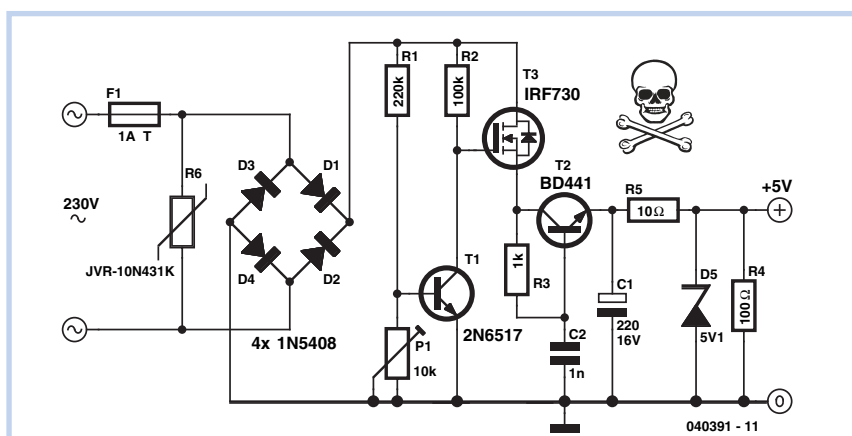 F1
1A T
230V
~
R6
JVR-10N431K
D3
D1
D4
D2
4x 1N5408
R1
220k
R2
100k
T3
IRF730
T1
2N6517
P1
10k
T2
BD441
R3
1k
C2
1n
C1
220
16V
R5
10Ω
D5
5V1
R4
100Ω
+5V
+
0
040391 - 11